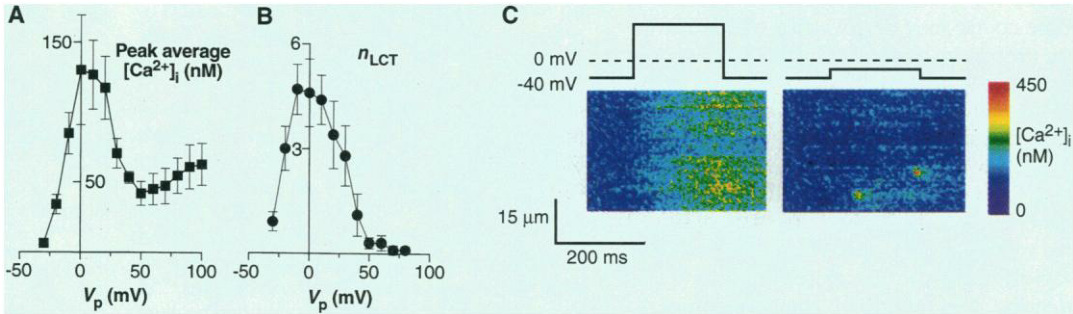 A
150
Peak average
[Ca2+]i (nM)
50
-50
0
50
100
Vp (mV)
B
6
nLCT
3
-50
0
50
100
Vp (mV)
C
0 mV
-40 mV
15 μm
200 ms
450
[Ca2+]i
(nM)
0